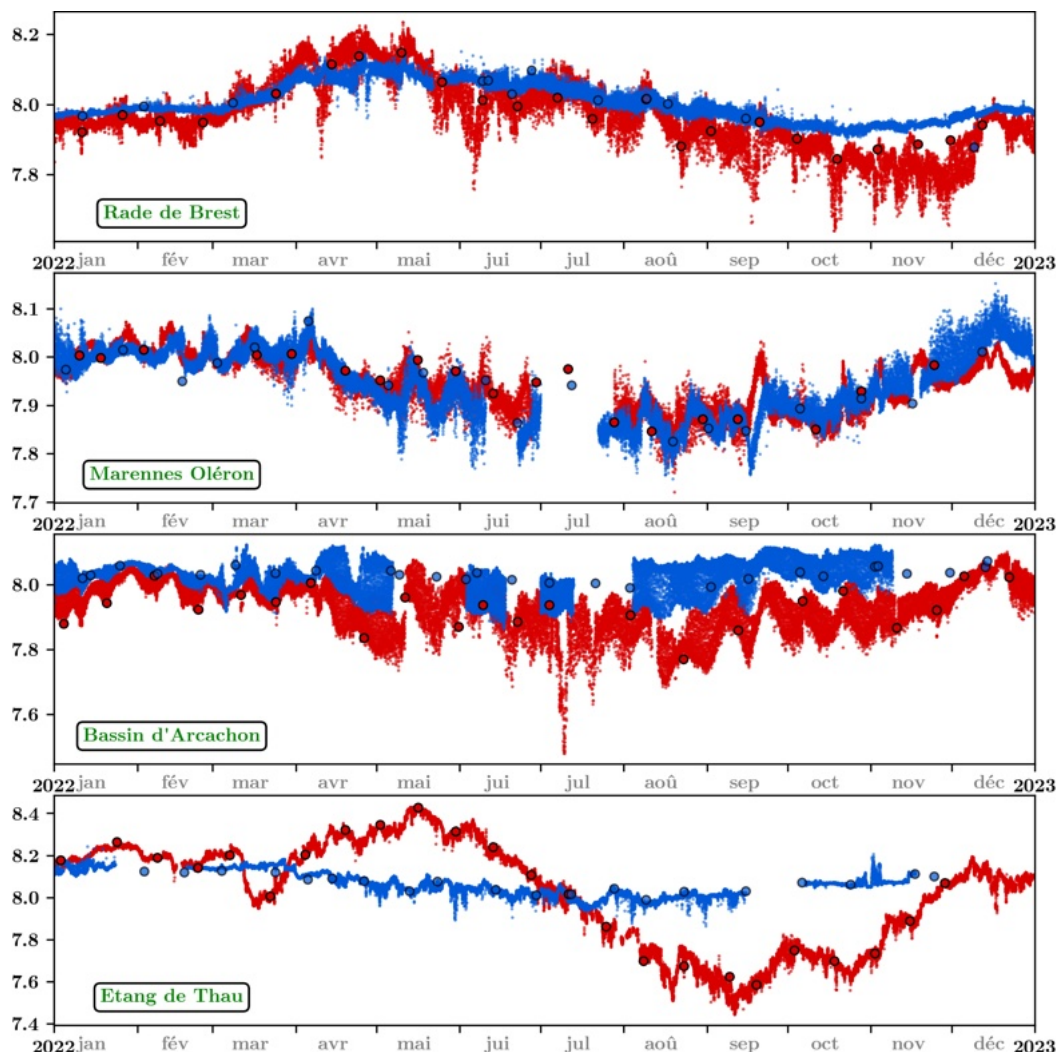 8.2
8.0
7.8
Rade de Brest
2022 jan fév mar avr mai jui jul aoû sep oct nov déc 2023
8.1
8.0
7.9
7.8
7.7
Marennes Oléron
2022 jan fév mar avr mai jui jul aoû sep oct nov déc 2023
8.0
7.8
7.6
Bassin d'Arcachon
2022 jan fév mar avr mai jui jul aoû sep oct nov déc 2023
8.4
8.2
8.0
7.8
7.6
7.4
Etang de Thau
2022 jan fév mar avr mai jui jul aoû sep oct nov déc 2023